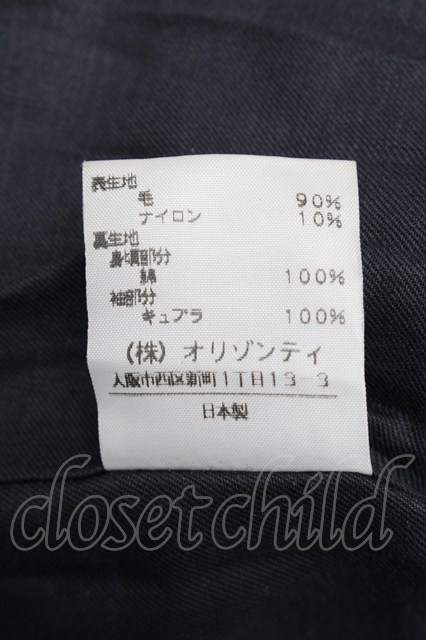 表生地
毛 90%
ナイロン 10%
裏生地
身頃部分
綿 100%
袖部分
キュプラ 100%
(株) オリゾンティ
大阪市西区新町1丁目13-3
日本製
closet child